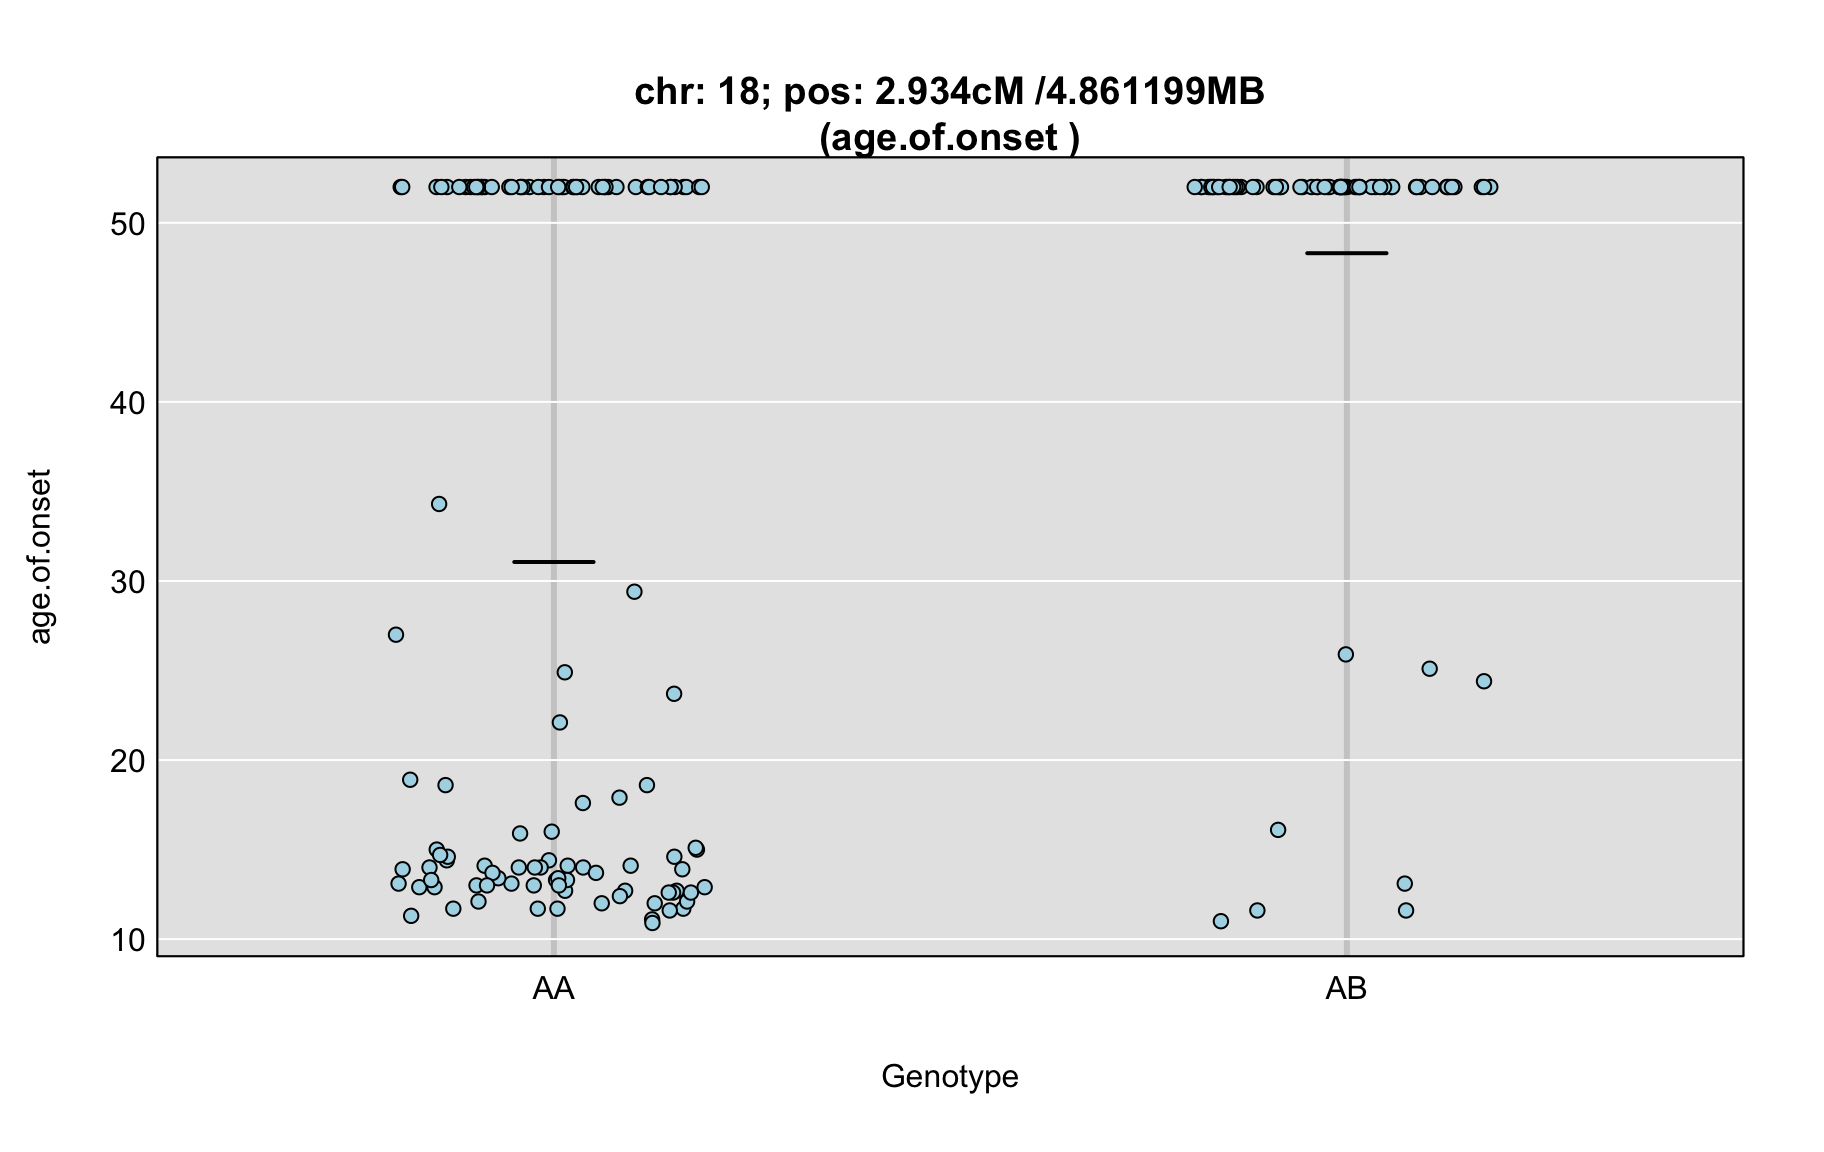 chr: 18; pos: 2.934cM /4.861199MB
(age.of.onset )
50
40
30
20
10
age.of.onset
AA
AB
Genotype